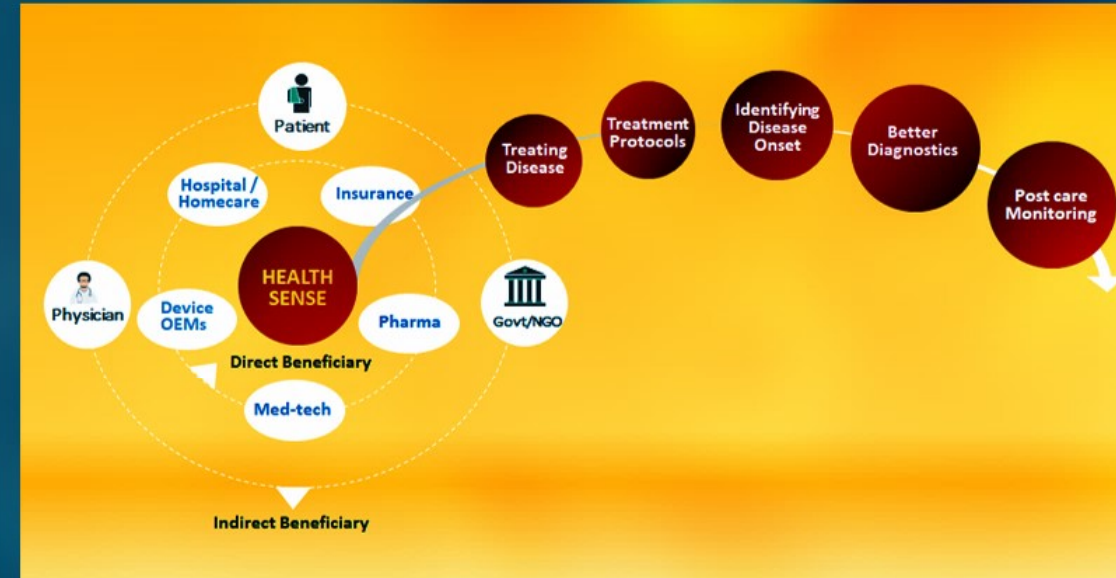 Patient
Hospital /
Homecare
Insurance
HEALTH
SENSE
Physician
Device
OEMs
Pharma
Govt/NGO
Direct Beneficiary
Med-tech
Indirect Beneficiary
Treating
Disease
Treatment
Protocols
Identifying
Disease
Onset
Better
Diagnostics
Post care
Monitoring